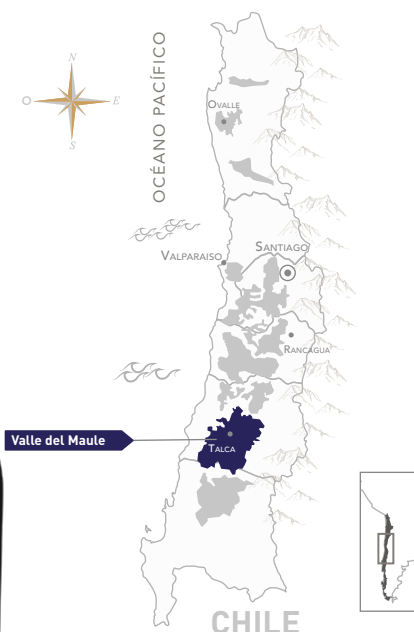 N
O
E
S
OCÉANO PACÍFICO
OVALLE
VALPARAISO
SANTIAGO
RANCAGUA
Valle del Maule
TALCA
CHILE